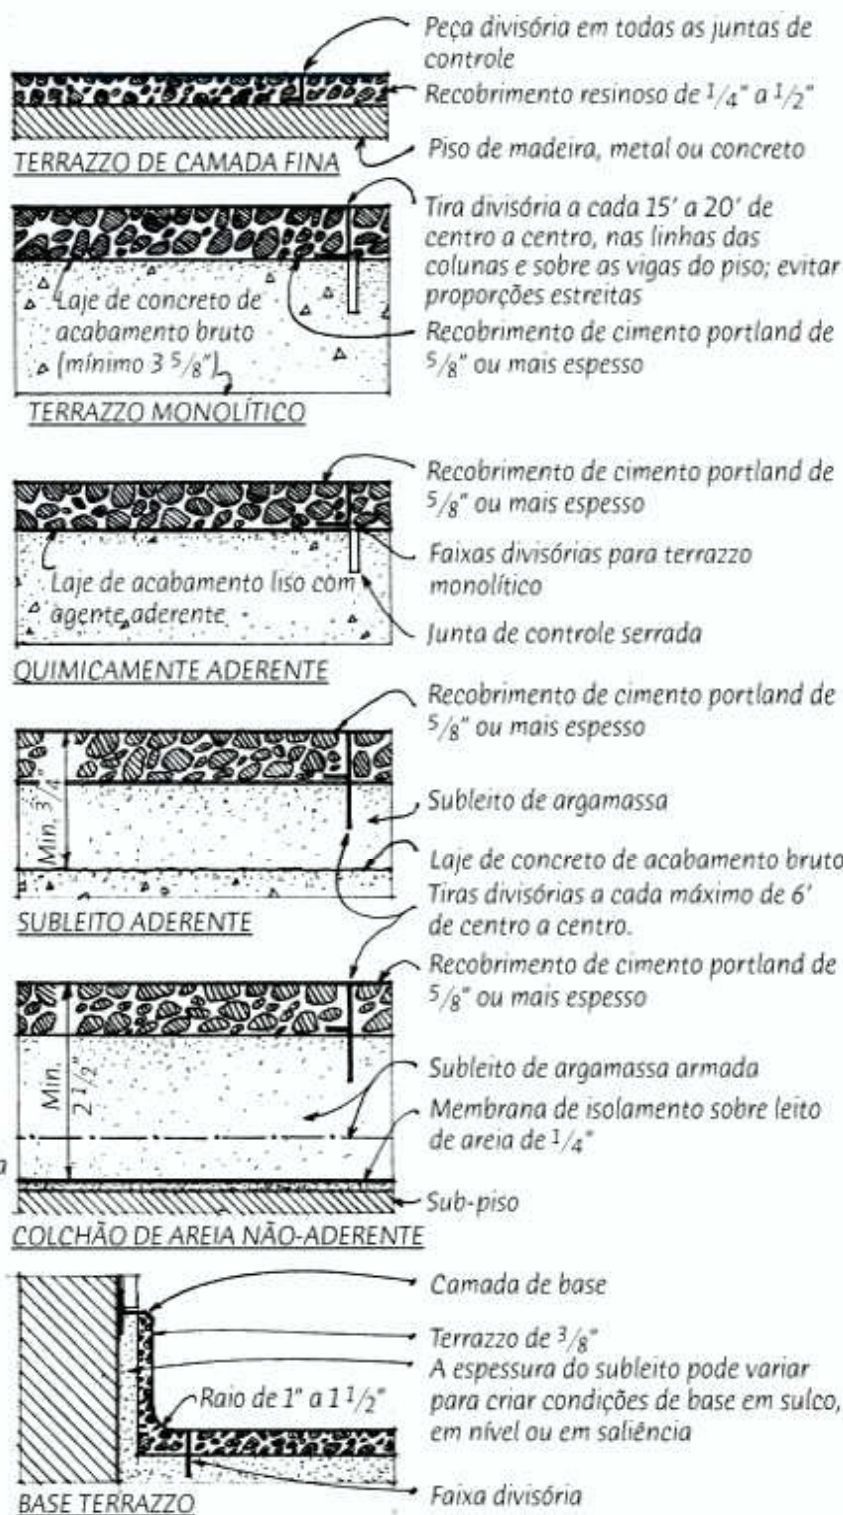 Peça divisória em todas as juntas de
controle
Recobrimento resinoso de 1/4" a 1/2"
Piso de madeira, metal ou concreto
TERRAZZO DE CAMADA FINA
Tira divisória a cada 15' a 20' de
centro a centro, nas linhas das
colunas e sobre as vigas do piso; evitar
proporções estreitas
Laje de concreto de
acabamento bruto
(mínimo 3 5/8")
Recobrimento de cimento portland de
5/8" ou mais espesso
TERRAZZO MONOLÍTICO
Recobrimento de cimento portland de
5/8" ou mais espesso
Faixas divisórias para terrazzo
monolítico
Laje de acabamento liso com
agente aderente
Junta de controle serrada
QUIMICAMENTE ADERENTE
Recobrimento de cimento portland de
5/8" ou mais espesso
Min. 3/4"
Subleito de argamassa
Laje de concreto de acabamento bruto
Tiras divisórias a cada máximo de 6'
de centro a centro.
SUBLEITO ADERENTE
Recobrimento de cimento portland de
5/8" ou mais espesso
Min.
2 1/2"
Subleito de argamassa armada
Membrana de isolamento sobre leito
de areia de 1/4"
a
Sub-piso
COLCHÃO DE AREIA NÃO-ADERENTE
Camada de base
Terrazzo de 3/8"
A espessura do subleito pode variar
para criar condições de base em sulco,
em nível ou em saliência
Raio de 1" a 1 1/2"
Faixa divisória
BASE TERRAZZO